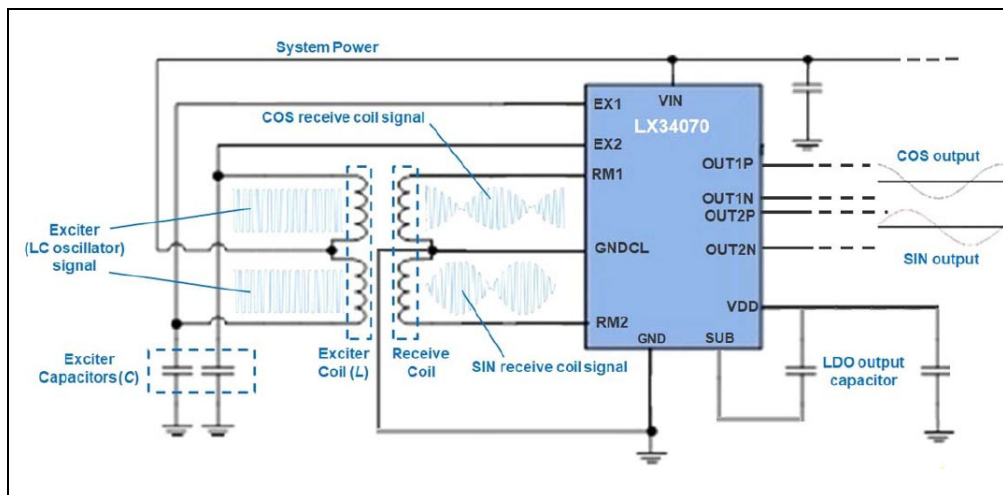 System Power
EX1
VIN
COS receive coil signal
LX34070
EX2
OUT1P
RM1
COS output
OUT1N
OUT2P
Exciter
(LC oscillator)
signal
GNDCL
OUT2N
SIN output
VDD
RM2
GND
SUB
Exciter
Capacitors (C)
Exciter
Coil (L)
Receive
Coil
SIN receive coil signal
LDO output
capacitor